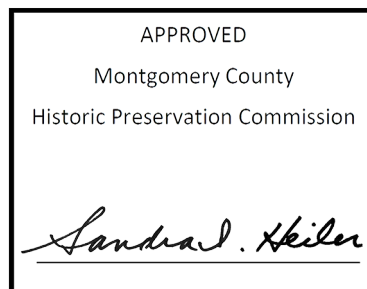 APPROVED
Montgomery County
Historic Preservation Commission
Sandra I. Heiler